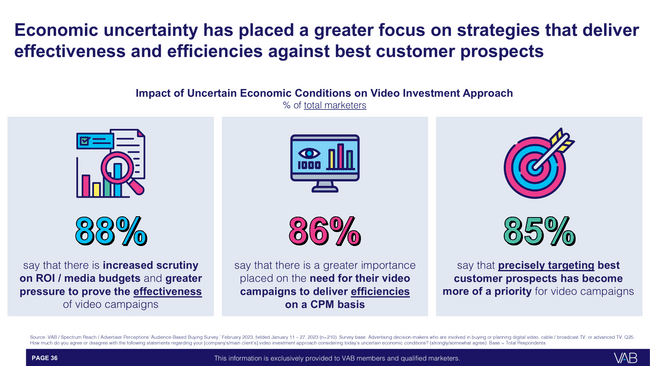 Economic uncertainty has placed a greater focus on strategies that deliver
effectiveness and efficiencies against best customer prospects
Impact of Uncertain Economic Conditions on Video Investment Approach
% of total marketers
1000
88%
say that there is increased scrutiny
on ROI / media budgets and greater
pressure to prove the effectiveness
of video campaigns
86%
say that there is a greater importance
placed on the need for their video
campaigns to deliver efficiencies
on a CPM basis
85%
say that precisely targeting best
customer prospects has become
more of a priority for video campaigns
Source: VAB / Spectrum Reach / Advertiser Perceptions 'Audience-Based Buying Survey,' February 2023; fielded January 11 – 27, 2023 (n=210). Survey base: Advertising decision-makers who are involved in buying or planning digital video, cable / broadcast TV, or advanced TV. Q35:
How much do you agree or disagree with the following statements regarding your [company's/main client's] video investment approach considering today's uncertain economic conditions? (strongly/somewhat agree). Base = Total Respondents
PAGE 36
This information is exclusively provided to VAB members and qualified marketers.
VAB